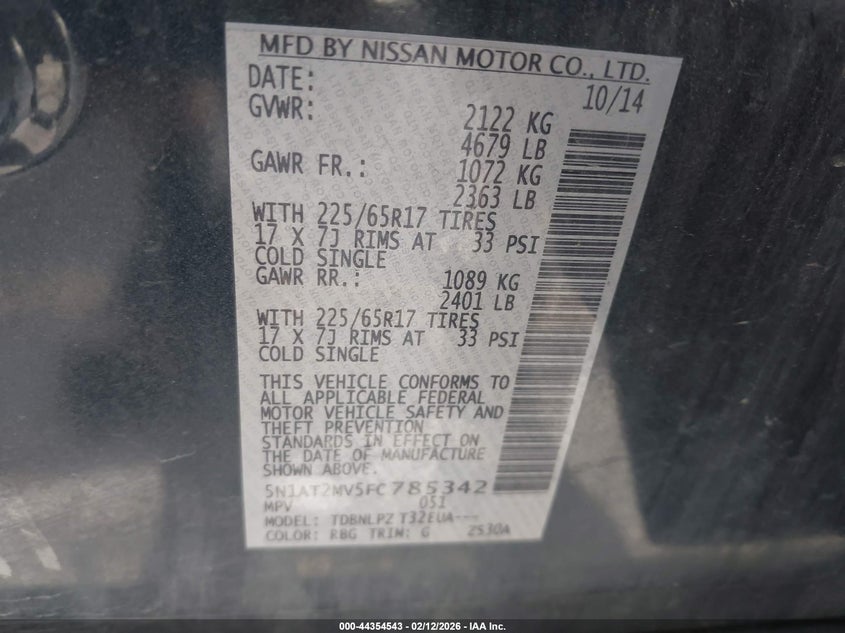 MFD BY NISSAN MOTOR CO., LTD.
DATE: 10/14
GVWR: 2122 KG
4679 LB
GAWR FR.: 1072 KG
2363 LB
WITH 225/65R17 TIRES
17 X 7J RIMS AT 33 PSI
COLD SINGLE
GAWR RR.: 1089 KG
2401 LB
WITH 225/65R17 TIRES
17 X 7J RIMS AT 33 PSI
COLD SINGLE
THIS VEHICLE CONFORMS TO
ALL APPLICABLE FEDERAL
MOTOR VEHICLE SAFETY AND
THEFT PREVENTION
STANDARDS IN EFFECT ON
THE DATE OF MANUFACTURE
SHOWN ABOVE.
5N1AT2MV5FC785342
MPV 051
MODEL: TDBNLPZ T32EUA---
COLOR: RBG TRIM: G 2530A
000-44354543 - 02/12/2026 - IAA Inc.